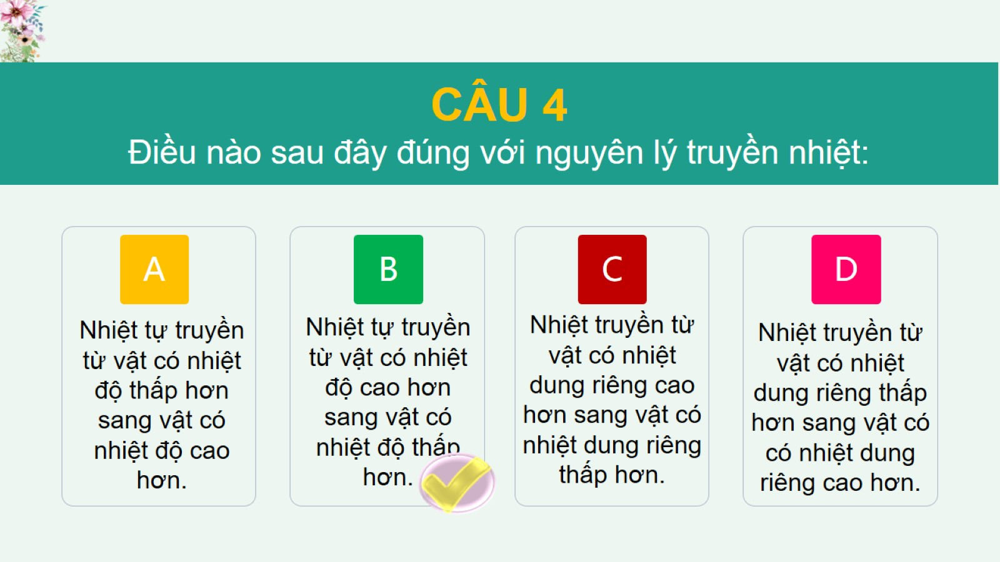 CÂU 4
Điều nào sau đây đúng với nguyên lý truyền nhiệt:
A
Nhiệt tự truyền
từ vật có nhiệt
độ thấp hơn
sang vật có
nhiệt độ cao
hơn.
B
Nhiệt tự truyền
từ vật có nhiệt
độ cao hơn
sang vật có
nhiệt độ thấp
hơn.
C
Nhiệt truyền từ
vật có nhiệt
dung riêng cao
hơn sang vật có
nhiệt dung riêng
thấp hơn.
D
Nhiệt truyền từ
vật có nhiệt
dung riêng thấp
hơn sang vật có
có nhiệt dung
riêng cao hơn.